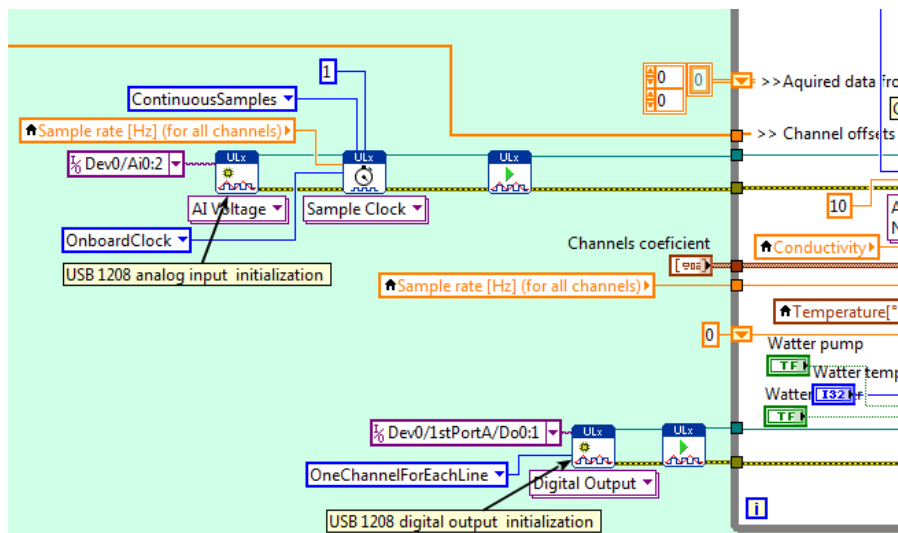 1
ContinuousSamples
Sample rate [Hz] (for all channels)
Dev0/Ai0:2
ULx
ULx
ULx
AI Voltage
Sample Clock
OnboardClock
USB 1208 analog input initialization
0
0
0
>>Aquired data fro
>> Channel offsets
10
Channels coeficient
Conductivity
Sample rate [Hz] (for all channels)
Temperature[°
0
Watter pump
TF
Watter temp
Watter
I32
TF
Dev0/1stPortA/Do0:1
ULx
ULx
OneChannelForEachLine
Digital Output
USB 1208 digital output initialization
i